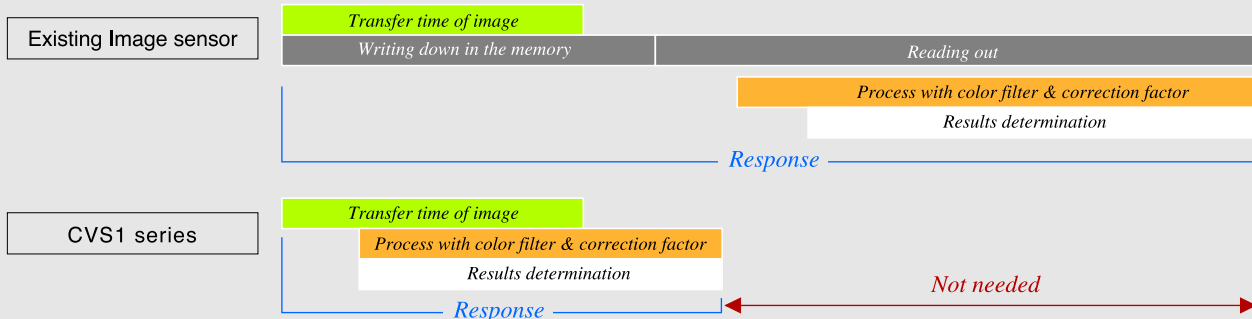 Existing Image sensor
Transfer time of image
Writing down in the memory
Reading out
Process with color filter & correction factor
Results determination
Response
CVS1 series
Transfer time of image
Process with color filter & correction factor
Results determination
Not needed
Response